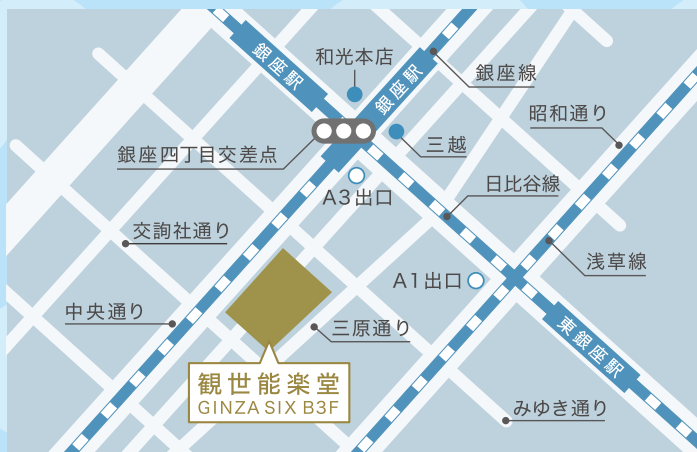 銀座駅
和光本店
銀座駅
銀座線
昭和通り
三越
銀座四丁目交差点
日比谷線
A3出口
交詢社通り
浅草線
A1出口
中央通り
三原通り
東銀座駅
観世能楽堂
GINZA SIX B3F
みゆき通り